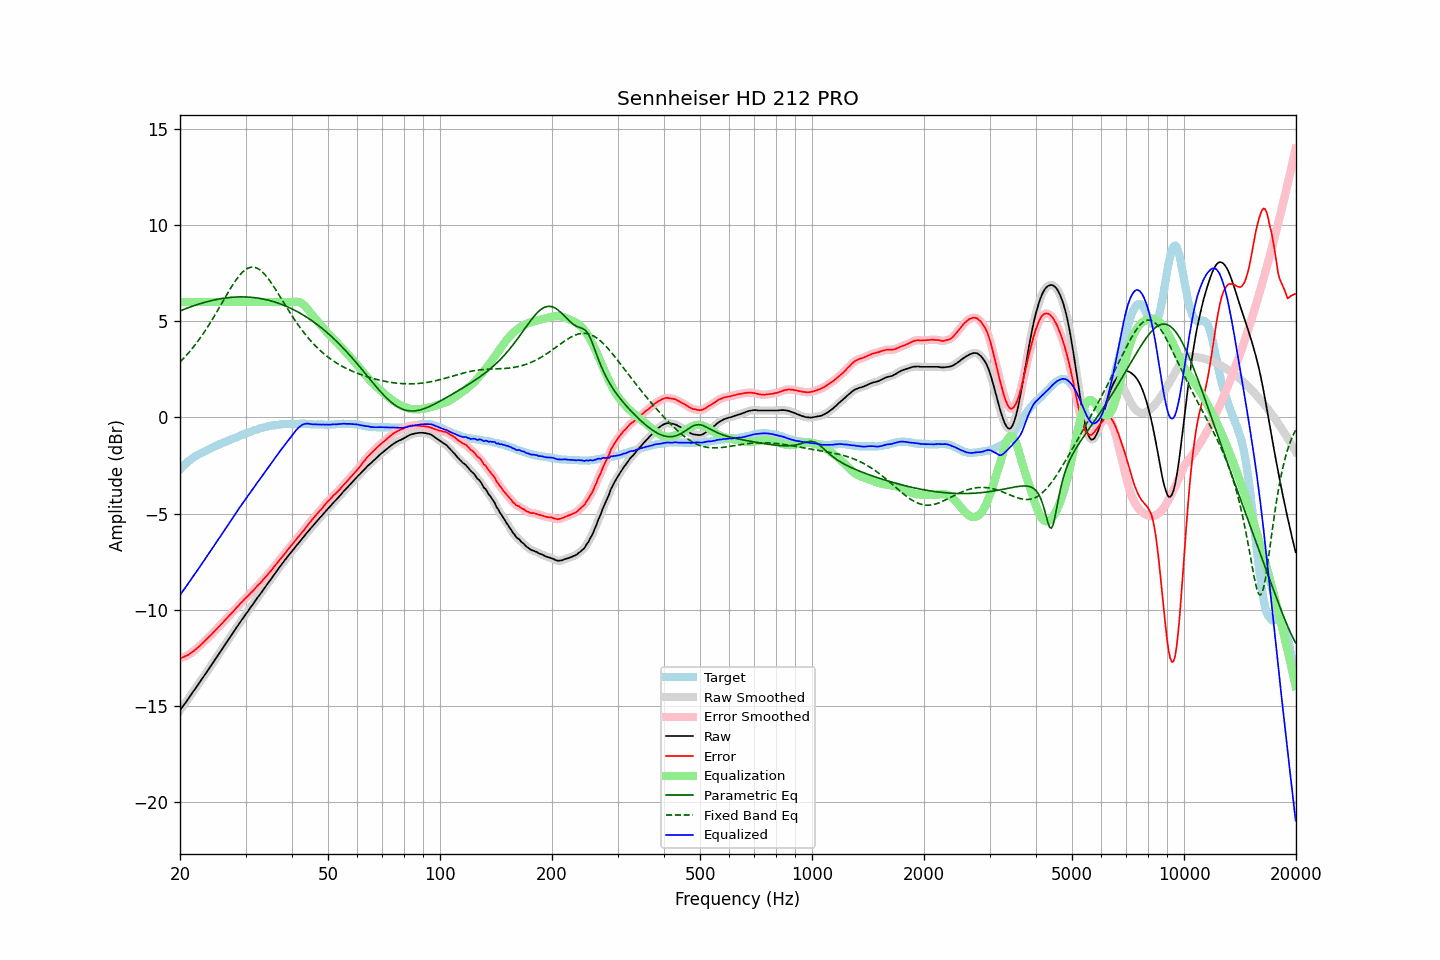 Sennheiser HD 212 PRO
Amplitude (dBr)
15
10
5
0
−5
−10
−15
−20
Target
Raw Smoothed
Error Smoothed
Raw
Error
Equalization
Parametric Eq
Fixed Band Eq
Equalized
20
50
100
200
500
1000
2000
5000
10000
20000
Frequency (Hz)